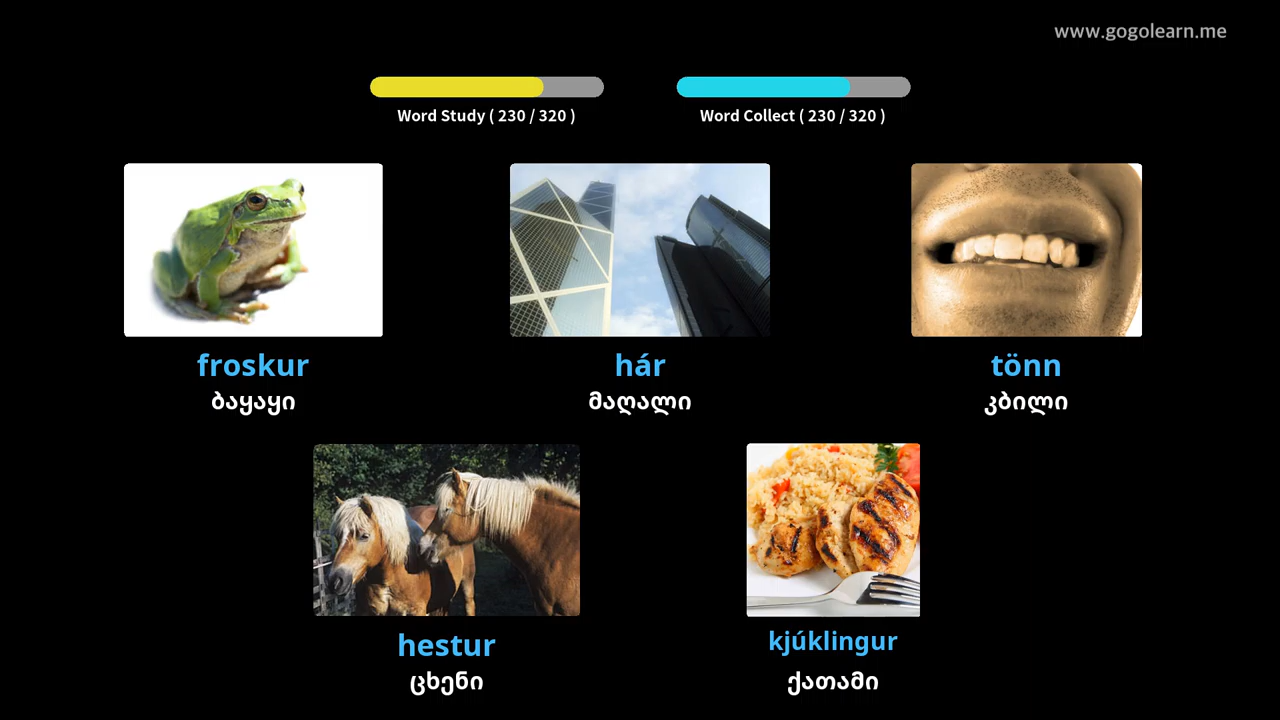 www.gogolearn.me
Word Study ( 230 / 320 )
Word Collect ( 230 / 320 )
froskur
ბაყაყი
hár
მაღალი
tönn
კბილი
hestur
ცხენი
kjúklingur
ქათამი